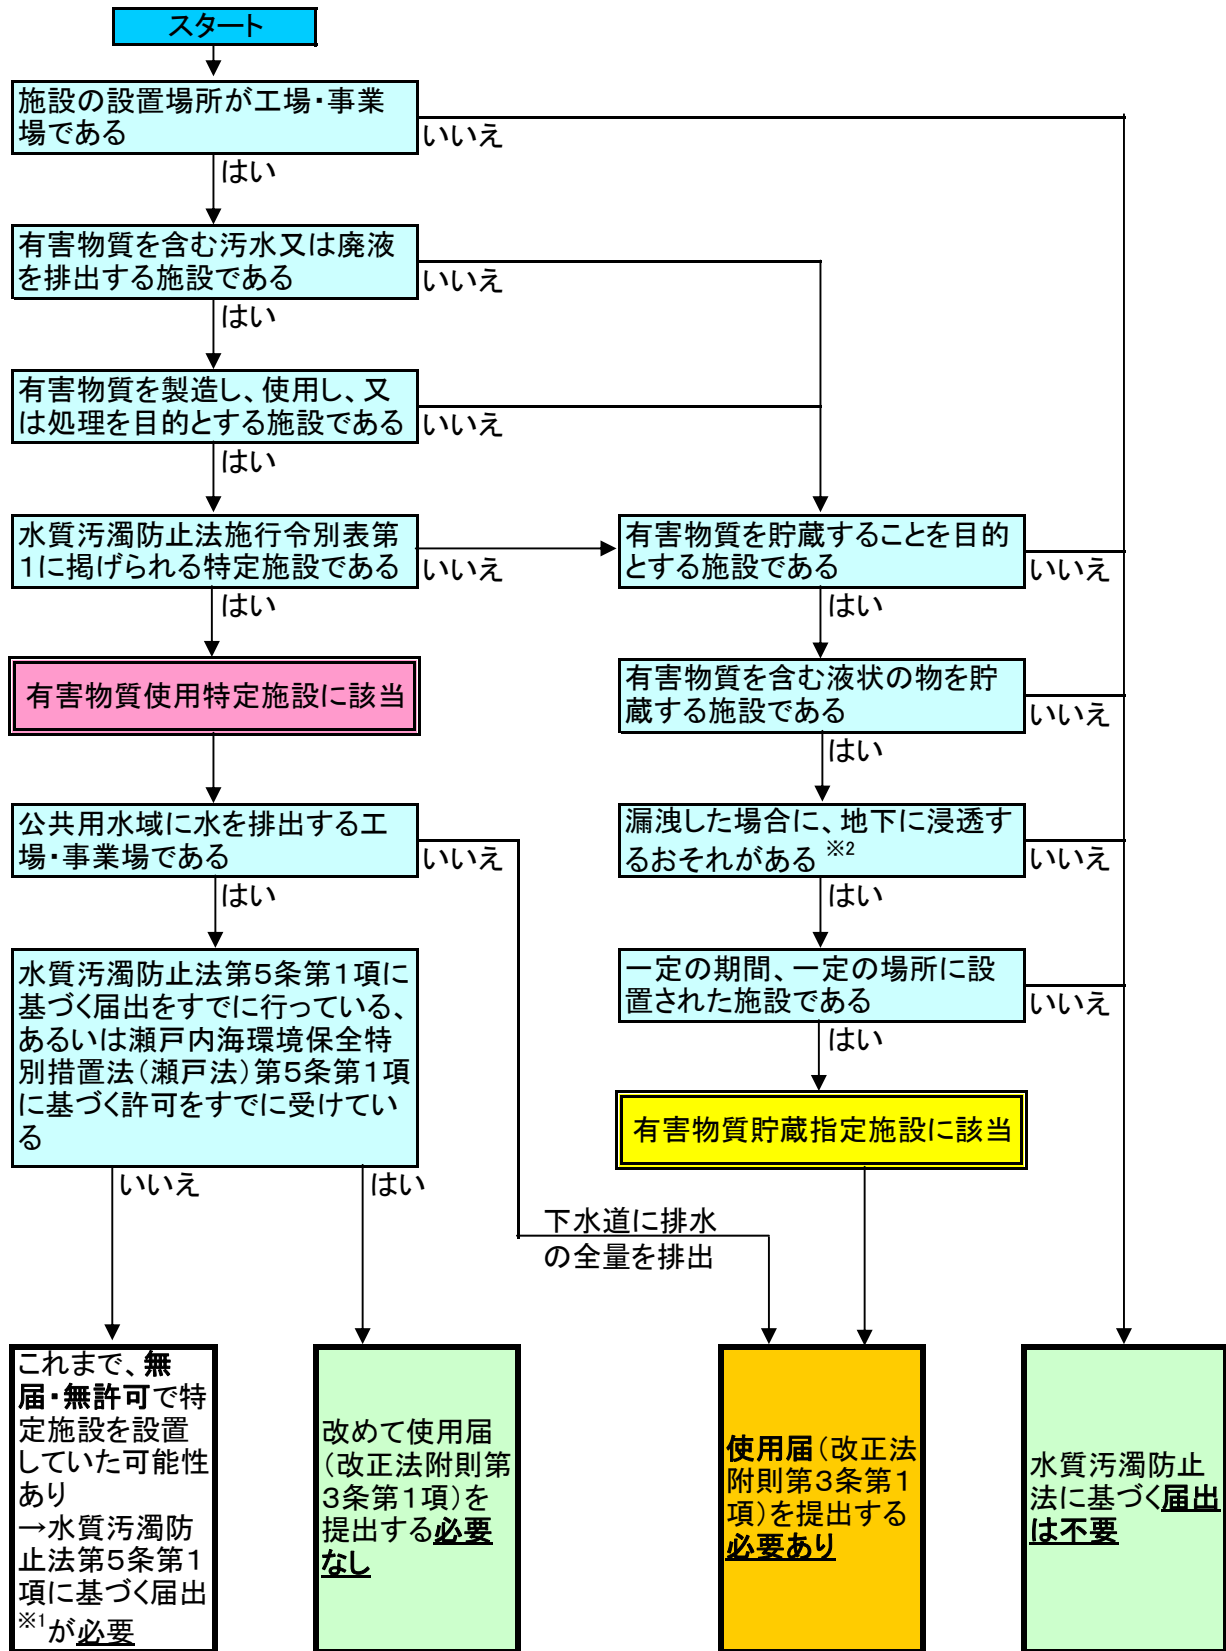 スタート
施設の設置場所が工場・事業
場である
いいえ
はい
有害物質を含む汚水又は廃液
を排出する施設である
いいえ
はい
有害物質を製造し、使用し、又
は処理を目的とする施設である
いいえ
はい
水質汚濁防止法施行令別表第
1に掲げられる特定施設である
いいえ
はい
有害物質を貯蔵することを目的
とする施設である
いいえ
はい
有害物質使用特定施設に該当
有害物質を含む液状の物を貯
蔵する施設である
いいえ
はい
公共用水域に水を排出する工
場・事業場である
いいえ
はい
漏洩した場合に、地下に浸透す
るおそれがある ※2
いいえ
はい
水質汚濁防止法第5条第1項に
基づく届出をすでに行っている、
あるいは瀬戸内海環境保全特
別措置法(瀬戸法)第5条第1項
に基づく許可をすでに受けてい
る
いいえ
はい
一定の期間、一定の場所に設
置された施設である
いいえ
はい
有害物質貯蔵指定施設に該当
下水道に排水
の全量を排出
これまで、無
届・無許可で特
定施設を設置
していた可能性
あり
→水質汚濁防
止法第5条第1
項に基づく届出
※1が必要
改めて使用届
(改正法附則第
3条第1項)を
提出する必要
なし
使用届(改正法
附則第3条第1
項)を提出する
必要あり
水質汚濁防止
法に基づく届出
は不要